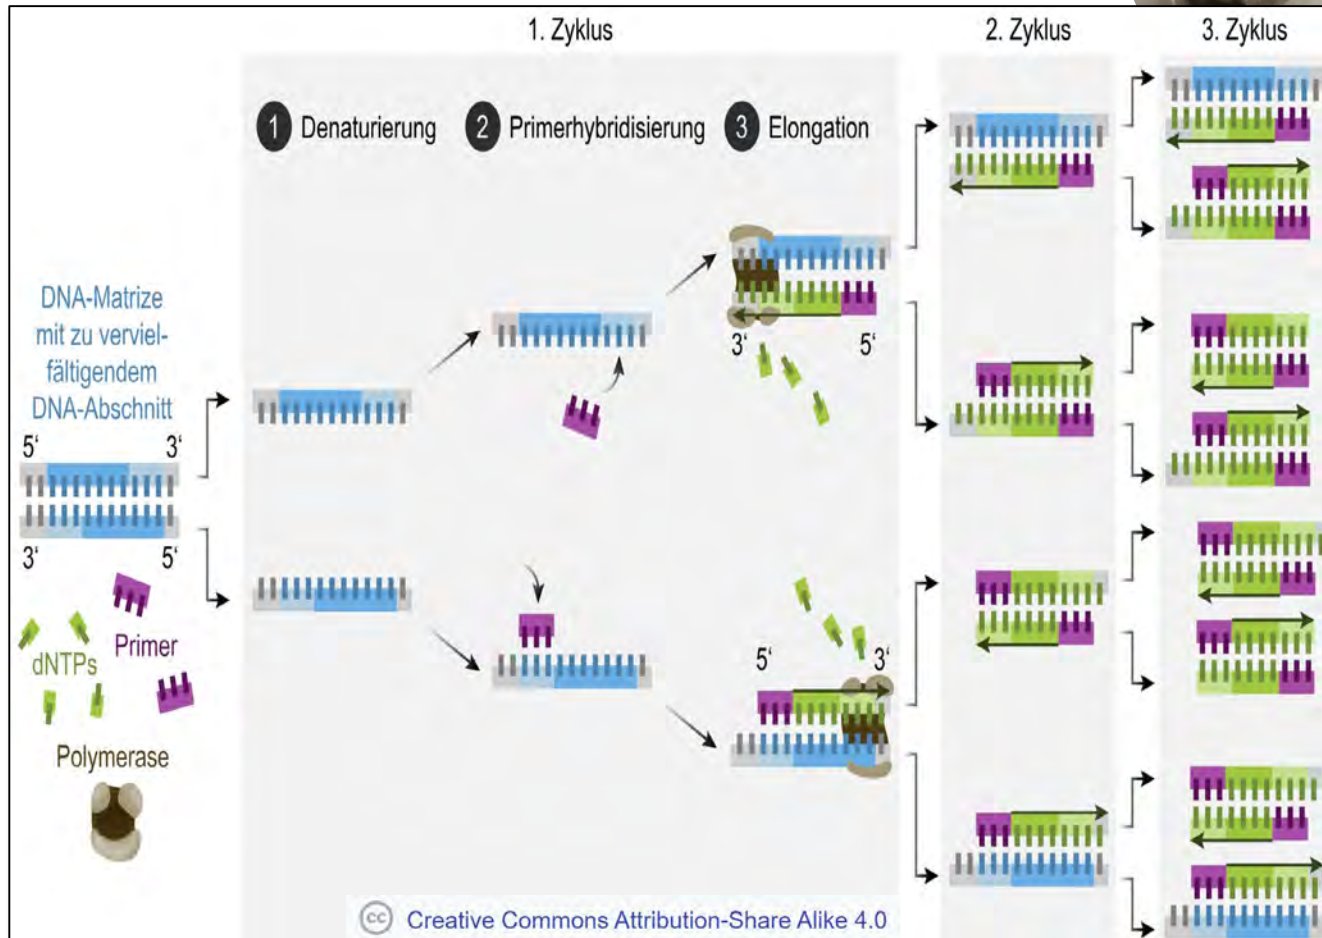 1. Zyklus
2. Zyklus
3. Zyklus
1 Denaturierung
2 Primerhybridisierung
3 Elongation
DNA-Matrize
mit zu verviel-
fältigendem
DNA-Abschnitt
5‘ 3‘
3‘ 5‘
Primer
dNTPs
Polymerase
3‘ 5‘
5‘ 3‘
cc Creative Commons Attribution-Share Alike 4.0